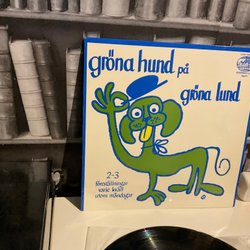 gröna hund på
gröna lund
2-3
föreställningar
varje kväll
utom måndagar